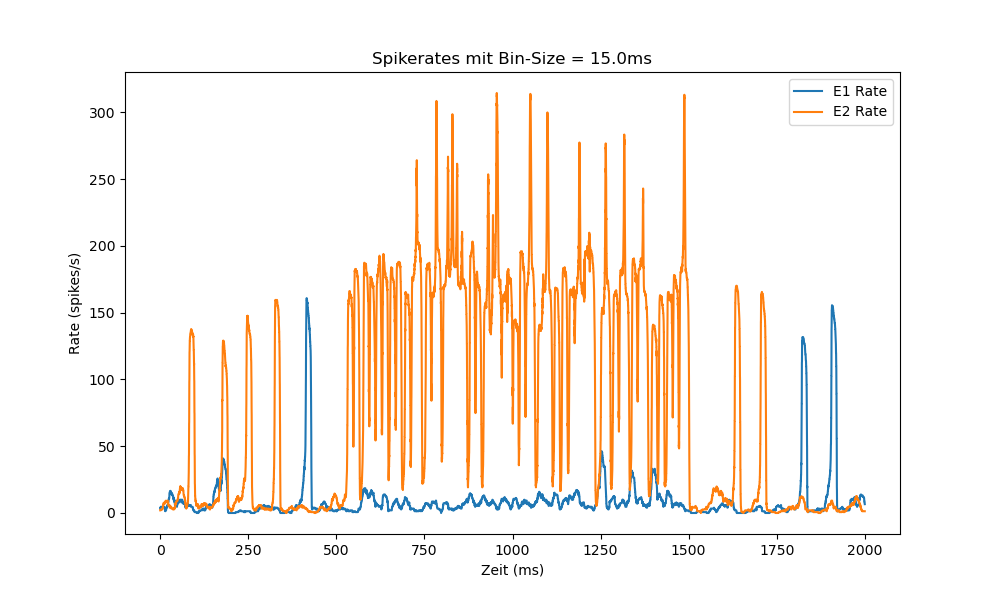 Spikerates mit Bin-Size = 15.0ms
E1 Rate
E2 Rate
Rate (spikes/s)
300
250
200
150
100
50
0
0 250 500 750 1000 1250 1500 1750 2000
Zeit (ms)